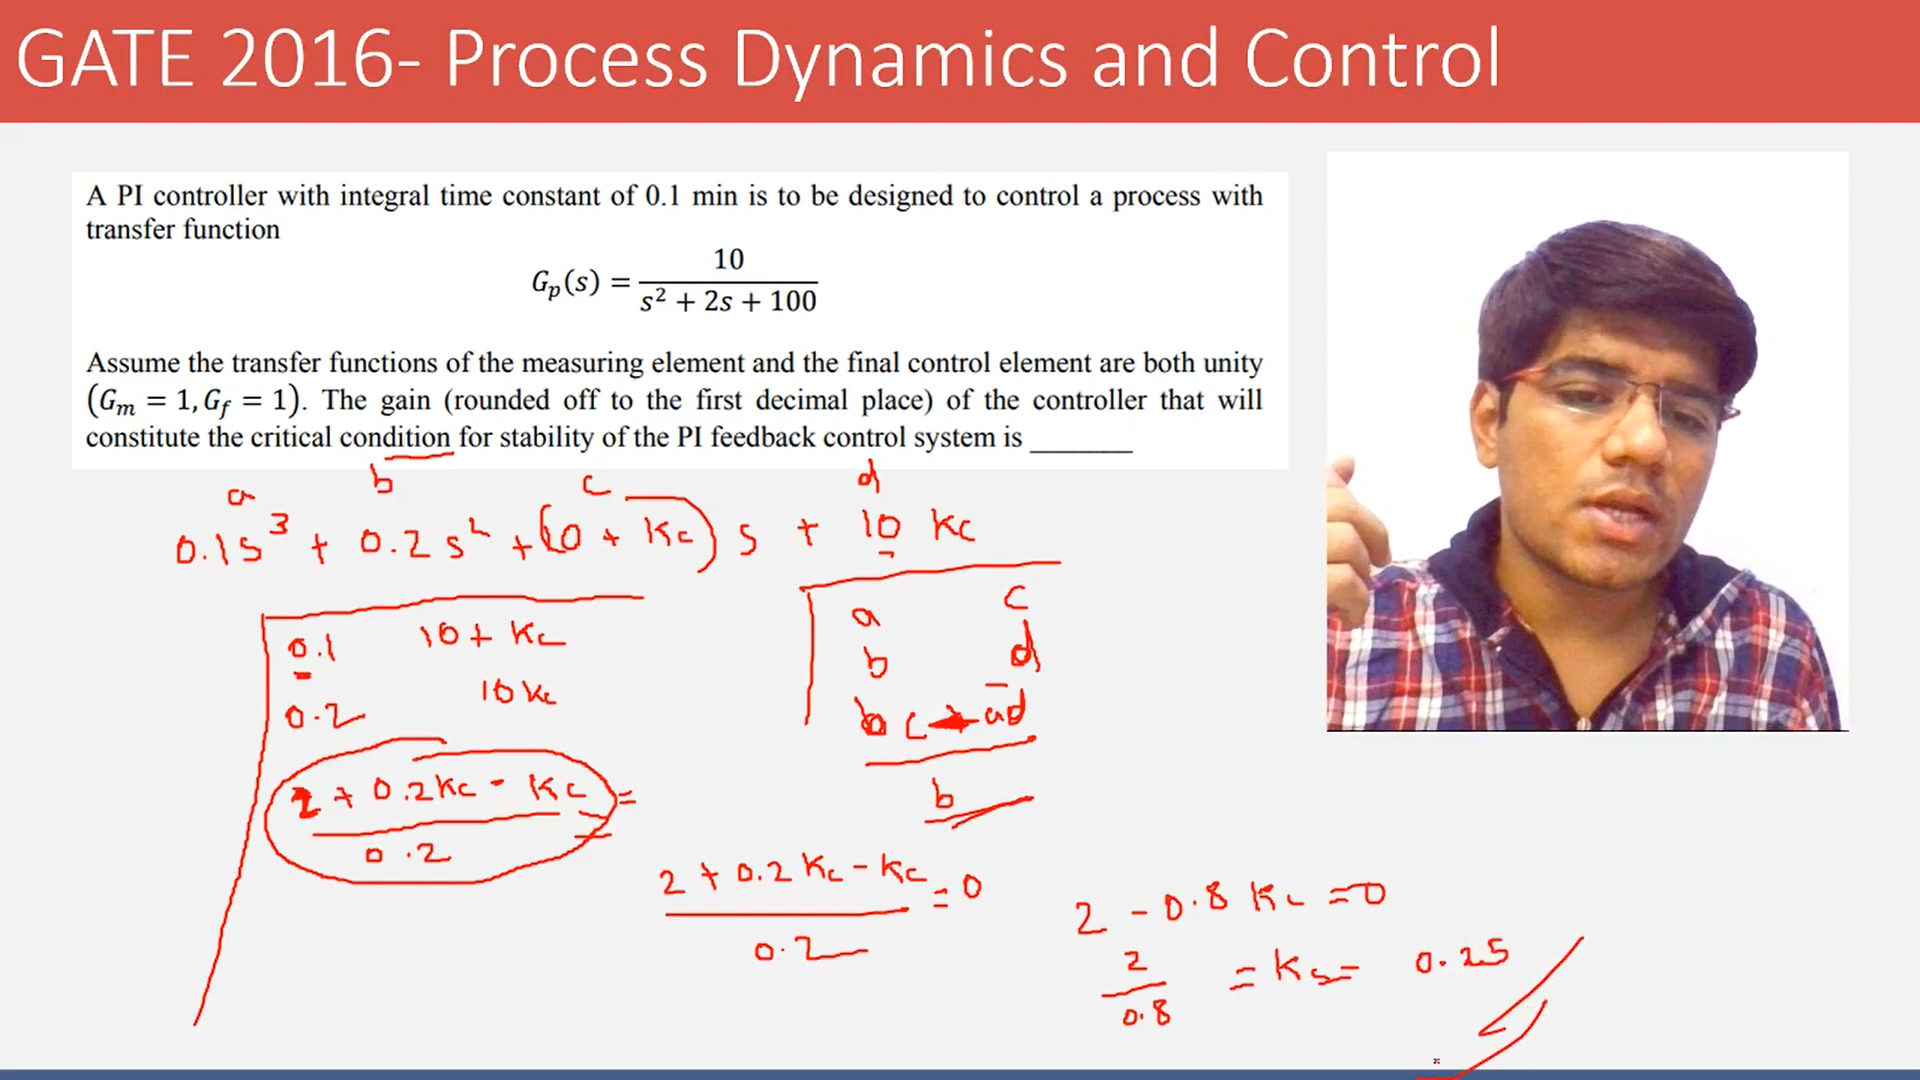 GATE 2016- Process Dynamics and Control
A PI controller with integral time constant of 0.1 min is to be designed to control a process with
transfer function
Gₚ(s) = 10 / (s² + 2s + 100)
Assume the transfer functions of the measuring element and the final control element are both unity
(Gₘ = 1, G_f = 1). The gain (rounded off to the first decimal place) of the controller that will
constitute the critical condition for stability of the PI feedback control system is ________
a b c d
0.1s³ + 0.2s² + (10 + Kc) s + 10 Kc
0.1 10 + Kc
0.2 10 Kc
(2 + 0.2Kc - Kc) / 0.2 =
a c
b d
(bc - ad) / b
(2 + 0.2 Kc - Kc) / 0.2 = 0
2 - 0.8 Kc = 0
2 / 0.8 = Kc = 0.25